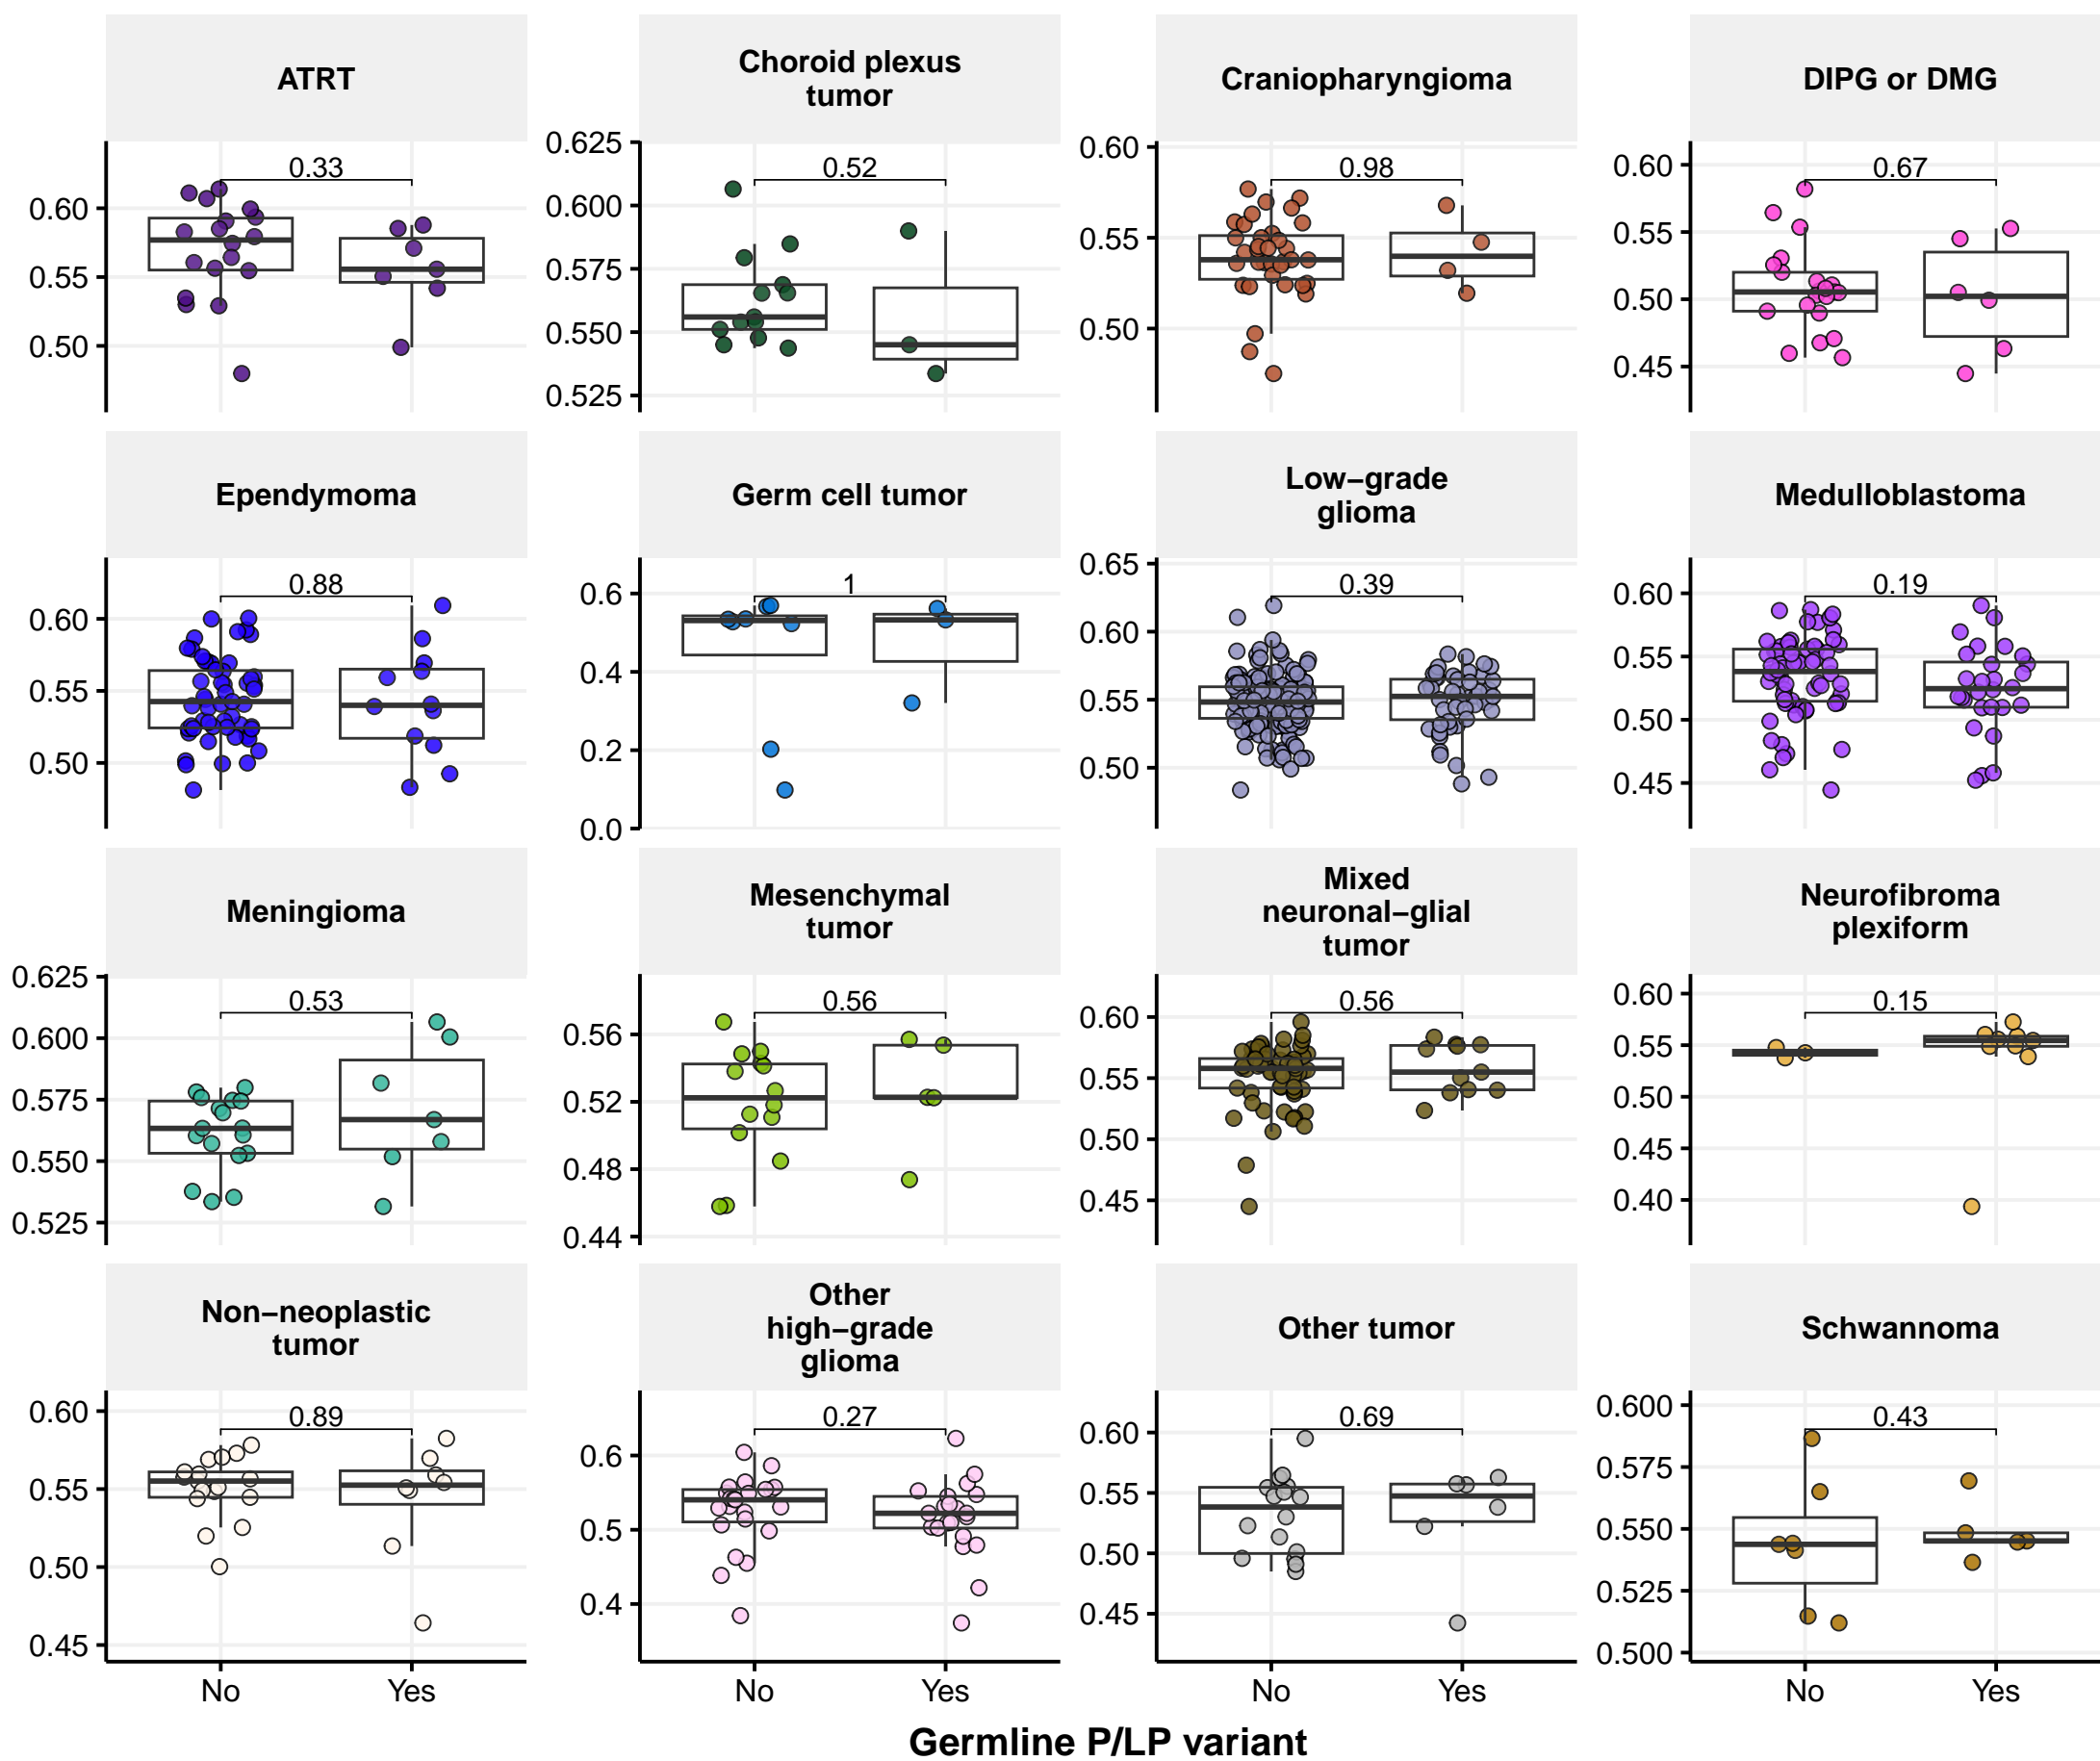 ATRT
Choroid plexus
tumor
Craniopharyngioma
DIPG or DMG
0.33
0.60
0.55
0.50
0.52
0.625
0.600
0.575
0.550
0.525
0.98
0.60
0.55
0.50
0.67
0.60
0.55
0.50
0.45
Ependymoma
Germ cell tumor
Low−grade
glioma
Medulloblastoma
0.88
0.60
0.55
0.50
1
0.6
0.4
0.2
0.0
0.39
0.65
0.60
0.55
0.50
0.19
0.60
0.55
0.50
0.45
Meningioma
Mesenchymal
tumor
Mixed
neuronal−glial
tumor
Neurofibroma
plexiform
0.53
0.625
0.600
0.575
0.550
0.525
0.56
0.56
0.52
0.48
0.44
0.56
0.60
0.55
0.50
0.45
0.15
0.60
0.55
0.50
0.45
0.40
Non−neoplastic
tumor
Other
high−grade
glioma
Other tumor
Schwannoma
0.89
0.60
0.55
0.50
0.45
0.27
0.6
0.5
0.4
0.69
0.60
0.55
0.50
0.45
0.43
0.600
0.575
0.550
0.525
0.500
No Yes
No Yes
No Yes
No Yes
Germline P/LP variant